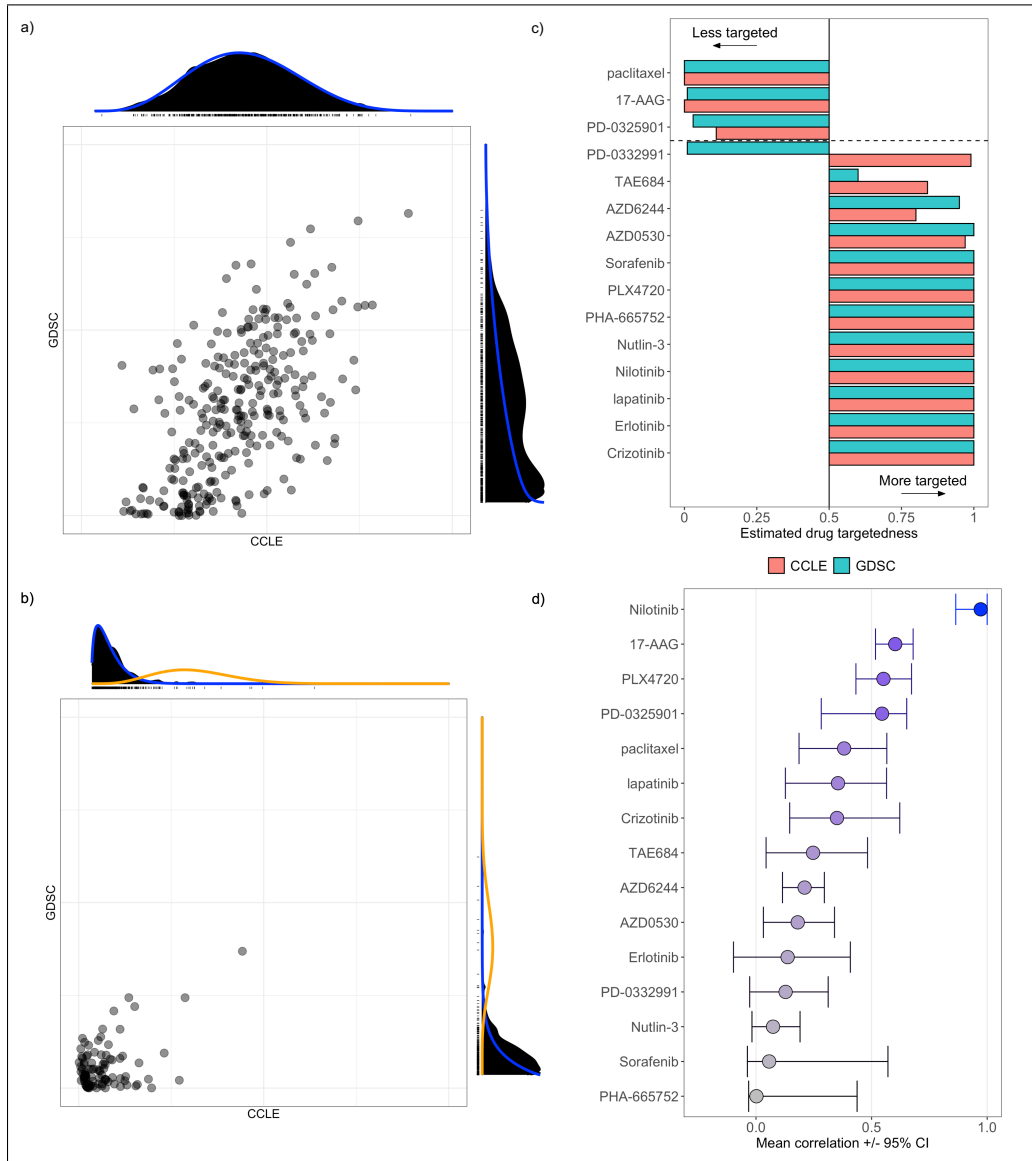 a)
GDSC
CCLE
c)
Less targeted
paclitaxel
17-AAG
PD-0325901
PD-0332991
TAE684
AZD6244
AZD0530
Sorafenib
PLX4720
PHA-665752
Nutlin-3
Nilotinib
lapatinib
Erlotinib
Crizotinib
More targeted
0 0.25 0.5 0.75 1
Estimated drug targetedness
CCLE GDSC
b)
GDSC
CCLE
d)
Nilotinib
17-AAG
PLX4720
PD-0325901
paclitaxel
lapatinib
Crizotinib
TAE684
AZD6244
AZD0530
Erlotinib
PD-0332991
Nutlin-3
Sorafenib
PHA-665752
0.0 0.5 1.0
Mean correlation +/- 95% CI